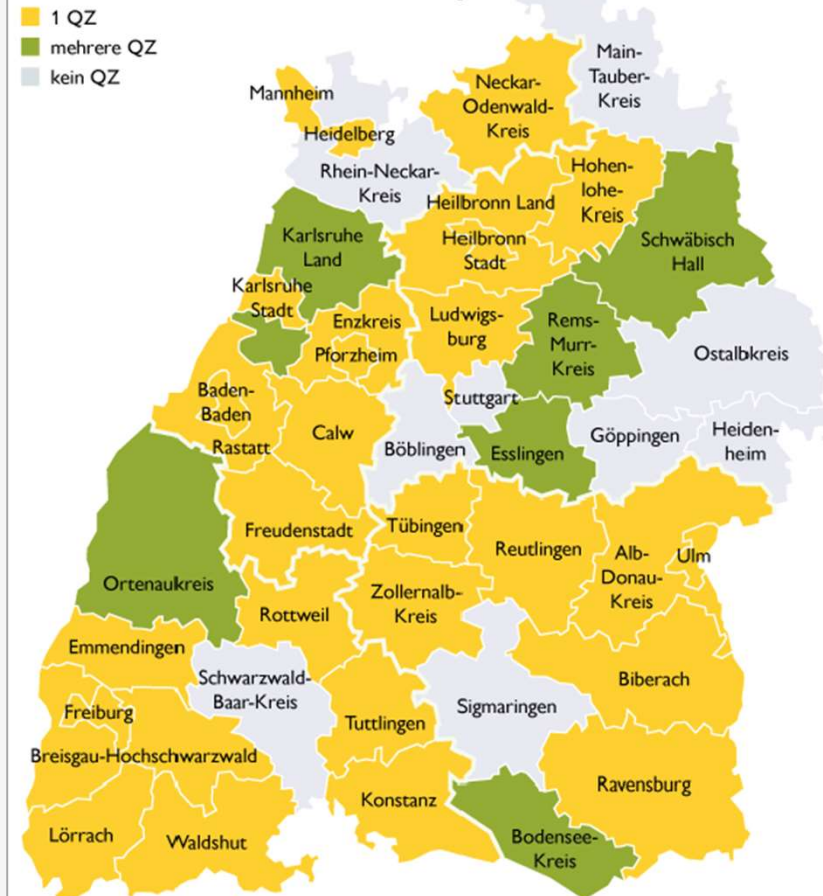 1 QZ
mehrere QZ
kein QZ
Main-
Tauber-
Kreis
Neckar-
Odenwald-
Kreis
Mannheim
Heidelberg
Rhein-Neckar-
Kreis
Hohen-
lohe-
Kreis
Heilbronn Land
Heilbronn
Stadt
Karlsruhe
Land
Schwäbisch
Hall
Karlsruhe
Stadt
Enzkreis
Pforzheim
Ludwigs-
burg
Rems-
Murr-
Kreis
Ostalbkreis
Baden-
Baden
Rastatt
Calw
Stuttgart
Böblingen
Esslingen
Göppingen
Heiden-
heim
Freudenstadt
Tübingen
Reutlingen
Alb-
Donau-
Kreis
Ulm
Ortenaukreis
Rottweil
Zollernalb-
Kreis
Emmendingen
Schwarzwald-
Baar-Kreis
Biberach
Sigmaringen
Freiburg
Tuttlingen
Breisgau-Hochschwarzwald
Ravensburg
Konstanz
Lörrach
Waldshut
Bodensee-
Kreis